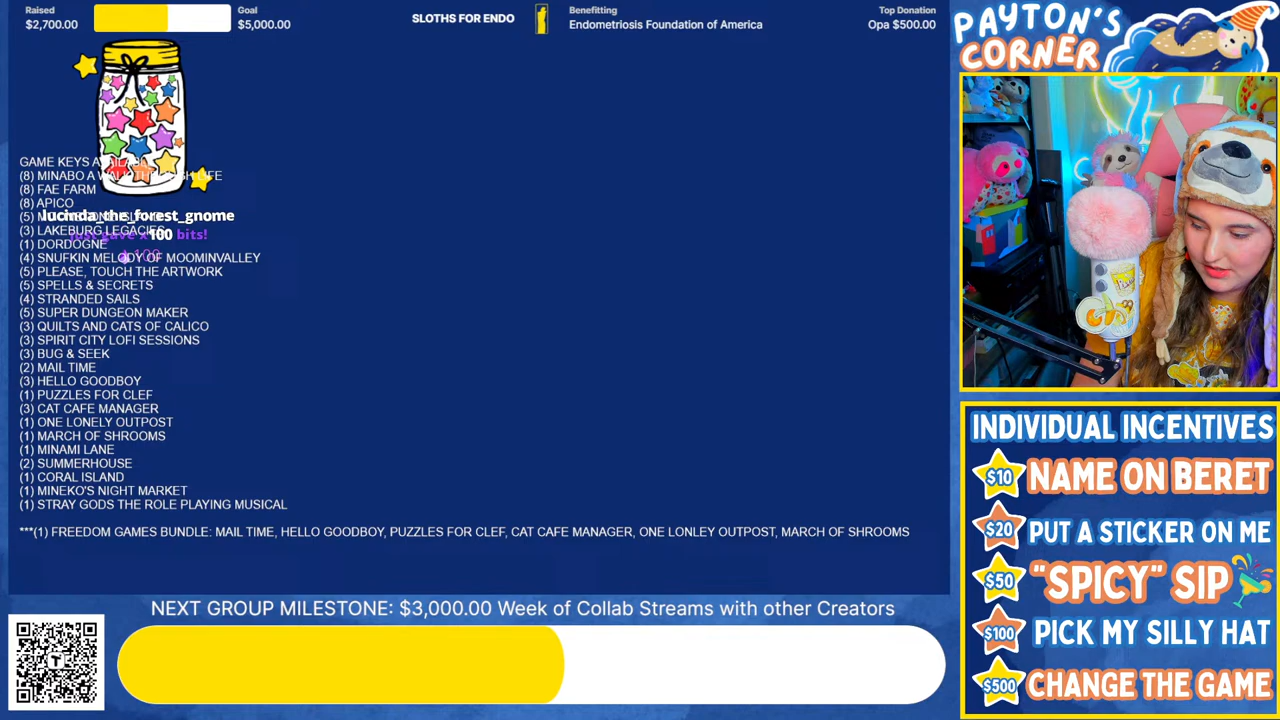 Raised
$2,700.00
Goal
$5,000.00
SLOTHS FOR ENDO
Benefitting
Endometriosis Foundation of America
Top Donation
Opa $500.00
PAYTON'S
CORNER
GAME KEYS AVAILABLE
(8) MINABO A WALK THROUGH LIFE
(8) FAE FARM
(8) APICO
(5)
lucinda_the_forest_gnome
(3) LAKEBURG LEGACIES
just gave x100 bits!
(1) DORDOGNE
100
(4) SNUFKIN MELODY OF MOOMINVALLEY
(5) PLEASE, TOUCH THE ARTWORK
(5) SPELLS & SECRETS
(4) STRANDED SAILS
(5) SUPER DUNGEON MAKER
(3) QUILTS AND CATS OF CALICO
(3) SPIRIT CITY LOFI SESSIONS
(3) BUG & SEEK
(2) MAIL TIME
(3) HELLO GOODBOY
(1) PUZZLES FOR CLEF
(3) CAT CAFE MANAGER
(1) ONE LONELY OUTPOST
(1) MARCH OF SHROOMS
(1) MINAMI LANE
(2) SUMMERHOUSE
(1) CORAL ISLAND
(1) MINEKO'S NIGHT MARKET
(1) STRAY GODS THE ROLE PLAYING MUSICAL
***(1) FREEDOM GAMES BUNDLE: MAIL TIME, HELLO GOODBOY, PUZZLES FOR CLEF, CAT CAFE MANAGER, ONE LONLEY OUTPOST, MARCH OF SHROOMS
NEXT GROUP MILESTONE: $3,000.00 Week of Collab Streams with other Creators
INDIVIDUAL INCENTIVES
$10 NAME ON BERET
$20 PUT A STICKER ON ME
$50 "SPICY" SIP
$100 PICK MY SILLY HAT
$500 CHANGE THE GAME